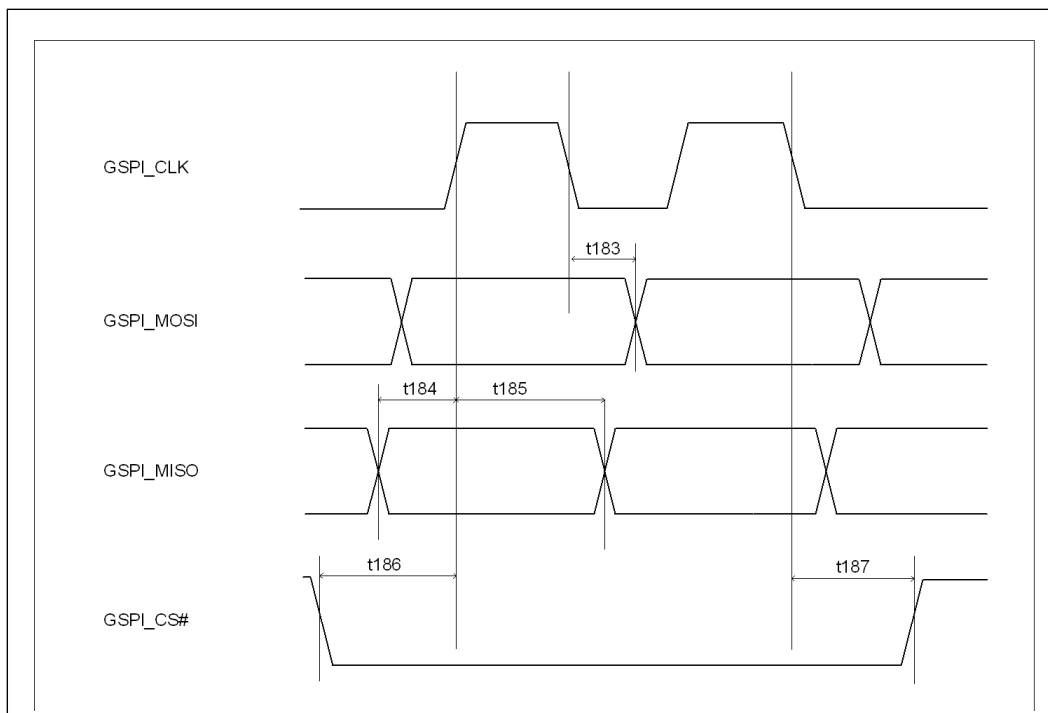 GSPI_CLK
t183
GSPI_MOSI
t184 t185
GSPI_MISO
t186 t187
GSPI_CS#